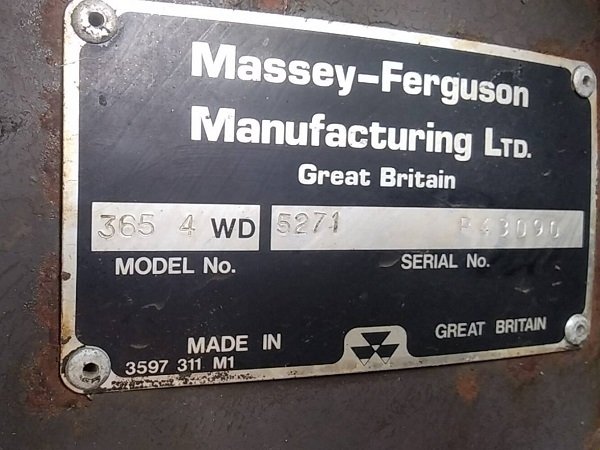 Massey-Ferguson
Manufacturing LTD.
Great Britain
365 4 WD 5271 P43090
MODEL No. SERIAL No.
MADE IN GREAT BRITAIN
3597 311 M1